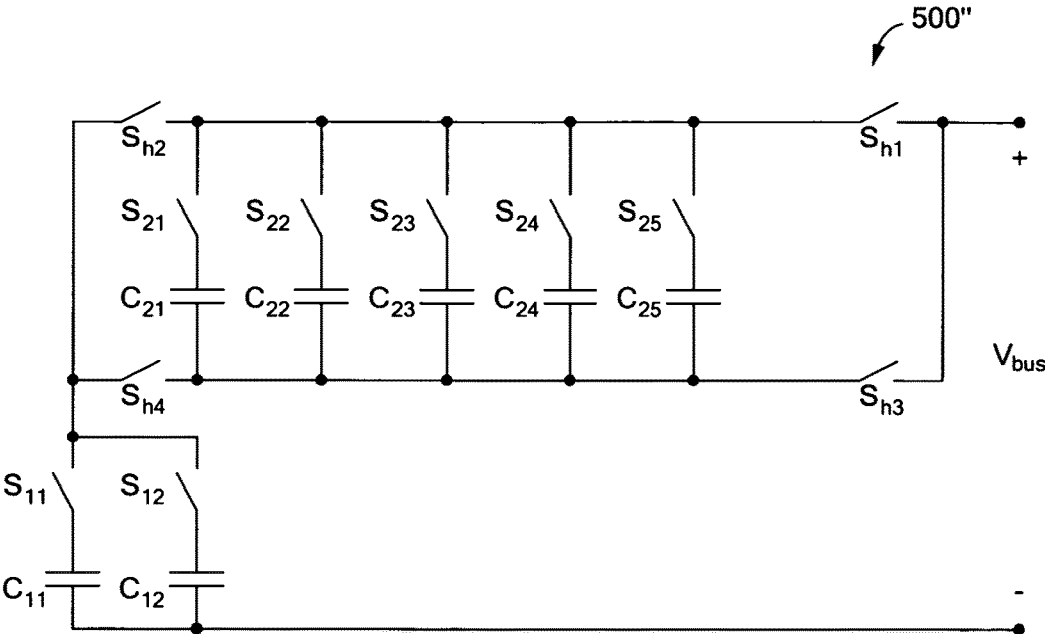 500"
S_h2
S_h1
+
S_21 S_22 S_23 S_24 S_25
C_21 C_22 C_23 C_24 C_25
V_bus
S_h4
S_h3
S_11 S_12
C_11 C_12
-